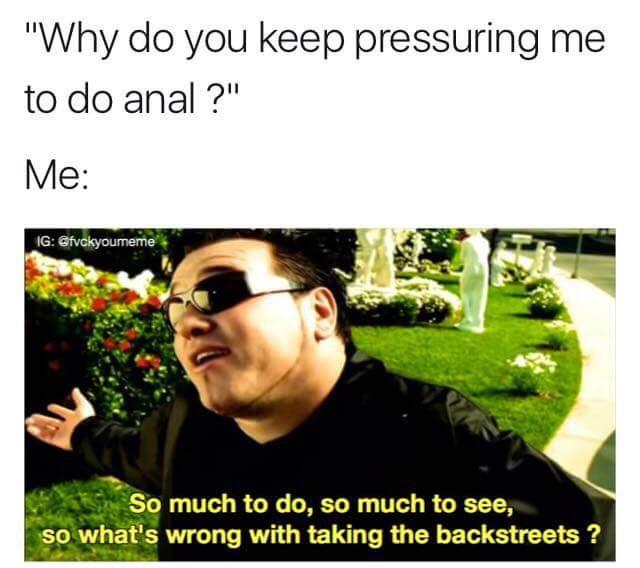 "Why do you keep pressuring me
to do anal ?"
Me:
IG: @fvckyoumeme
So much to do, so much to see,
so what's wrong with taking the backstreets ?